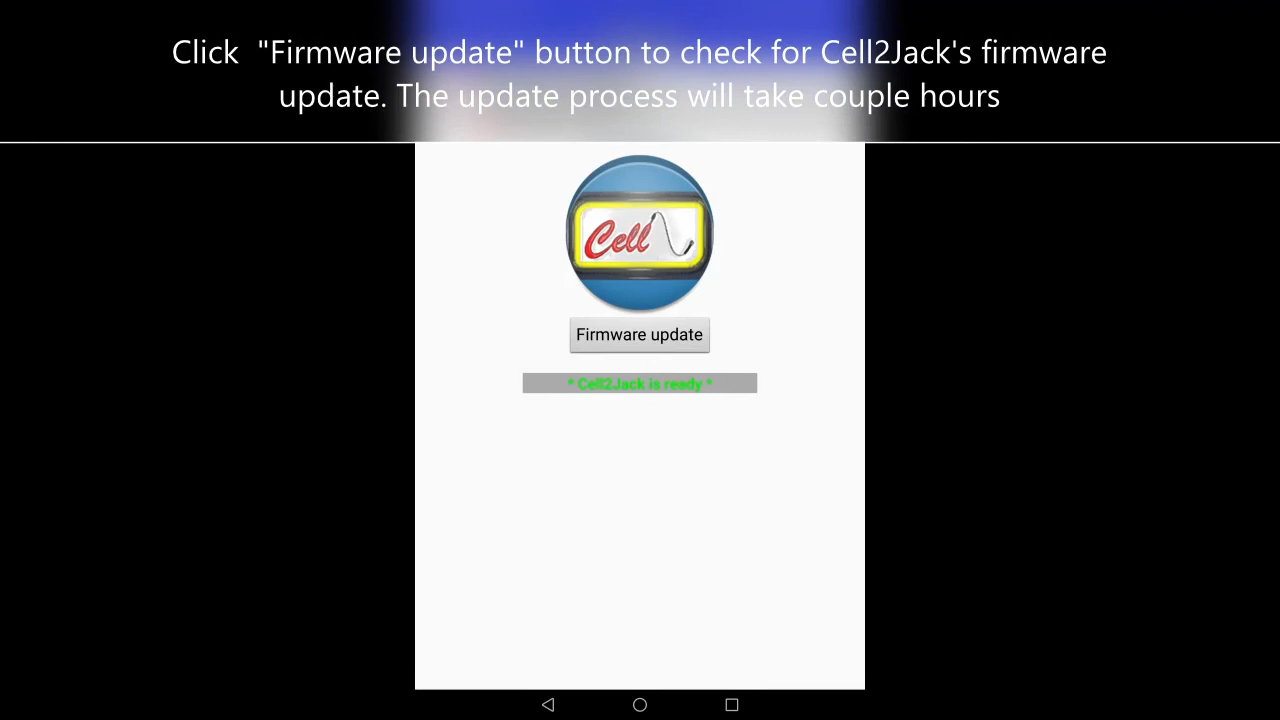 Click  "Firmware update" button to check for Cell2Jack's firmware
update. The update process will take couple hours
Cell
Firmware update
* Cell2Jack is ready *